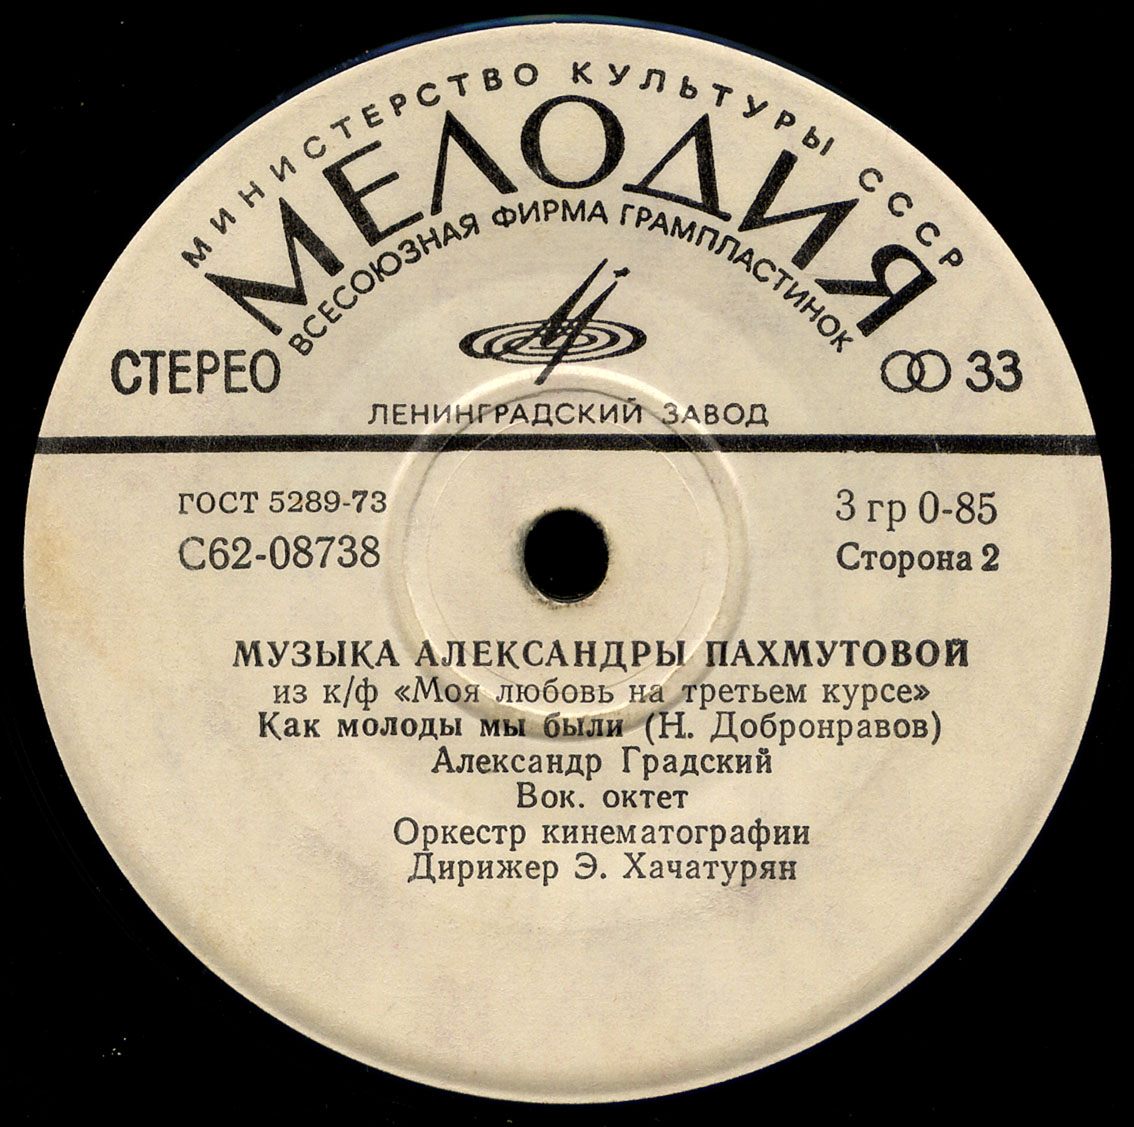 МИНИСТЕРСТВО КУЛЬТУРЫ СССР
МЕЛОДИЯ
ВСЕСОЮЗНАЯ ФИРМА ГРАМПЛАСТИНОК
СТЕРЕО
33
ЛЕНИНГРАДСКИЙ ЗАВОД
ГОСТ 5289-73
3 гр 0-85
С62-08738
Сторона 2
МУЗЫКА АЛЕКСАНДРЫ ПАХМУТОВОЙ
из к/ф «Моя любовь на третьем курсе»
Как молоды мы были (Н. Добронравов)
Александр Градский
Вок. октет
Оркестр кинематографии
Дирижер Э. Хачатурян